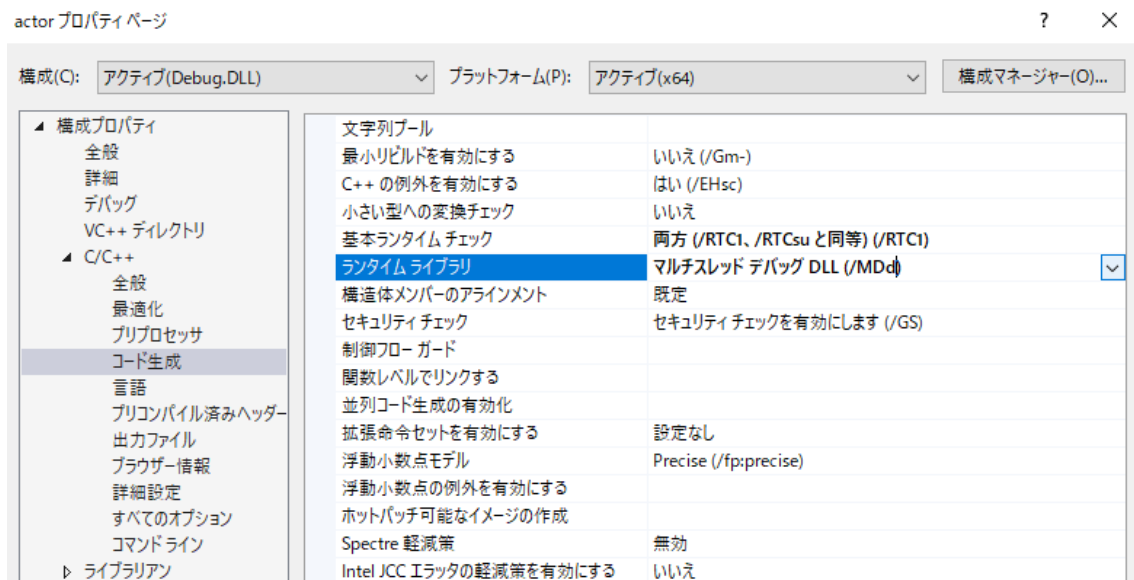 actor プロパティ ページ ? ×
構成(C): アクティブ(Debug.DLL) プラットフォーム(P): アクティブ(x64) 構成マネージャー(O)...
構成プロパティ
全般
詳細
デバッグ
VC++ ディレクトリ
C/C++
全般
最適化
プリプロセッサ
コード生成
言語
プリコンパイル済みヘッダー
出力ファイル
ブラウザー情報
詳細設定
すべてのオプション
コマンド ライン
ライブラリアン
文字列プール
最小リビルドを有効にする いいえ (/Gm-)
C++ の例外を有効にする はい (/EHsc)
小さい型への変換チェック いいえ
基本ランタイム チェック 両方 (/RTC1、/RTCsu と同等) (/RTC1)
ランタイム ライブラリ マルチスレッド デバッグ DLL (/MDd)
構造体メンバーのアラインメント 既定
セキュリティ チェック セキュリティ チェックを有効にします (/GS)
制御フロー ガード
関数レベルでリンクする
並列コード生成の有効化
拡張命令セットを有効にする 設定なし
浮動小数点モデル Precise (/fp:precise)
浮動小数点の例外を有効にする
ホットパッチ可能なイメージの作成
Spectre 軽減策 無効
Intel JCC エラッタの軽減策を有効にする いいえ